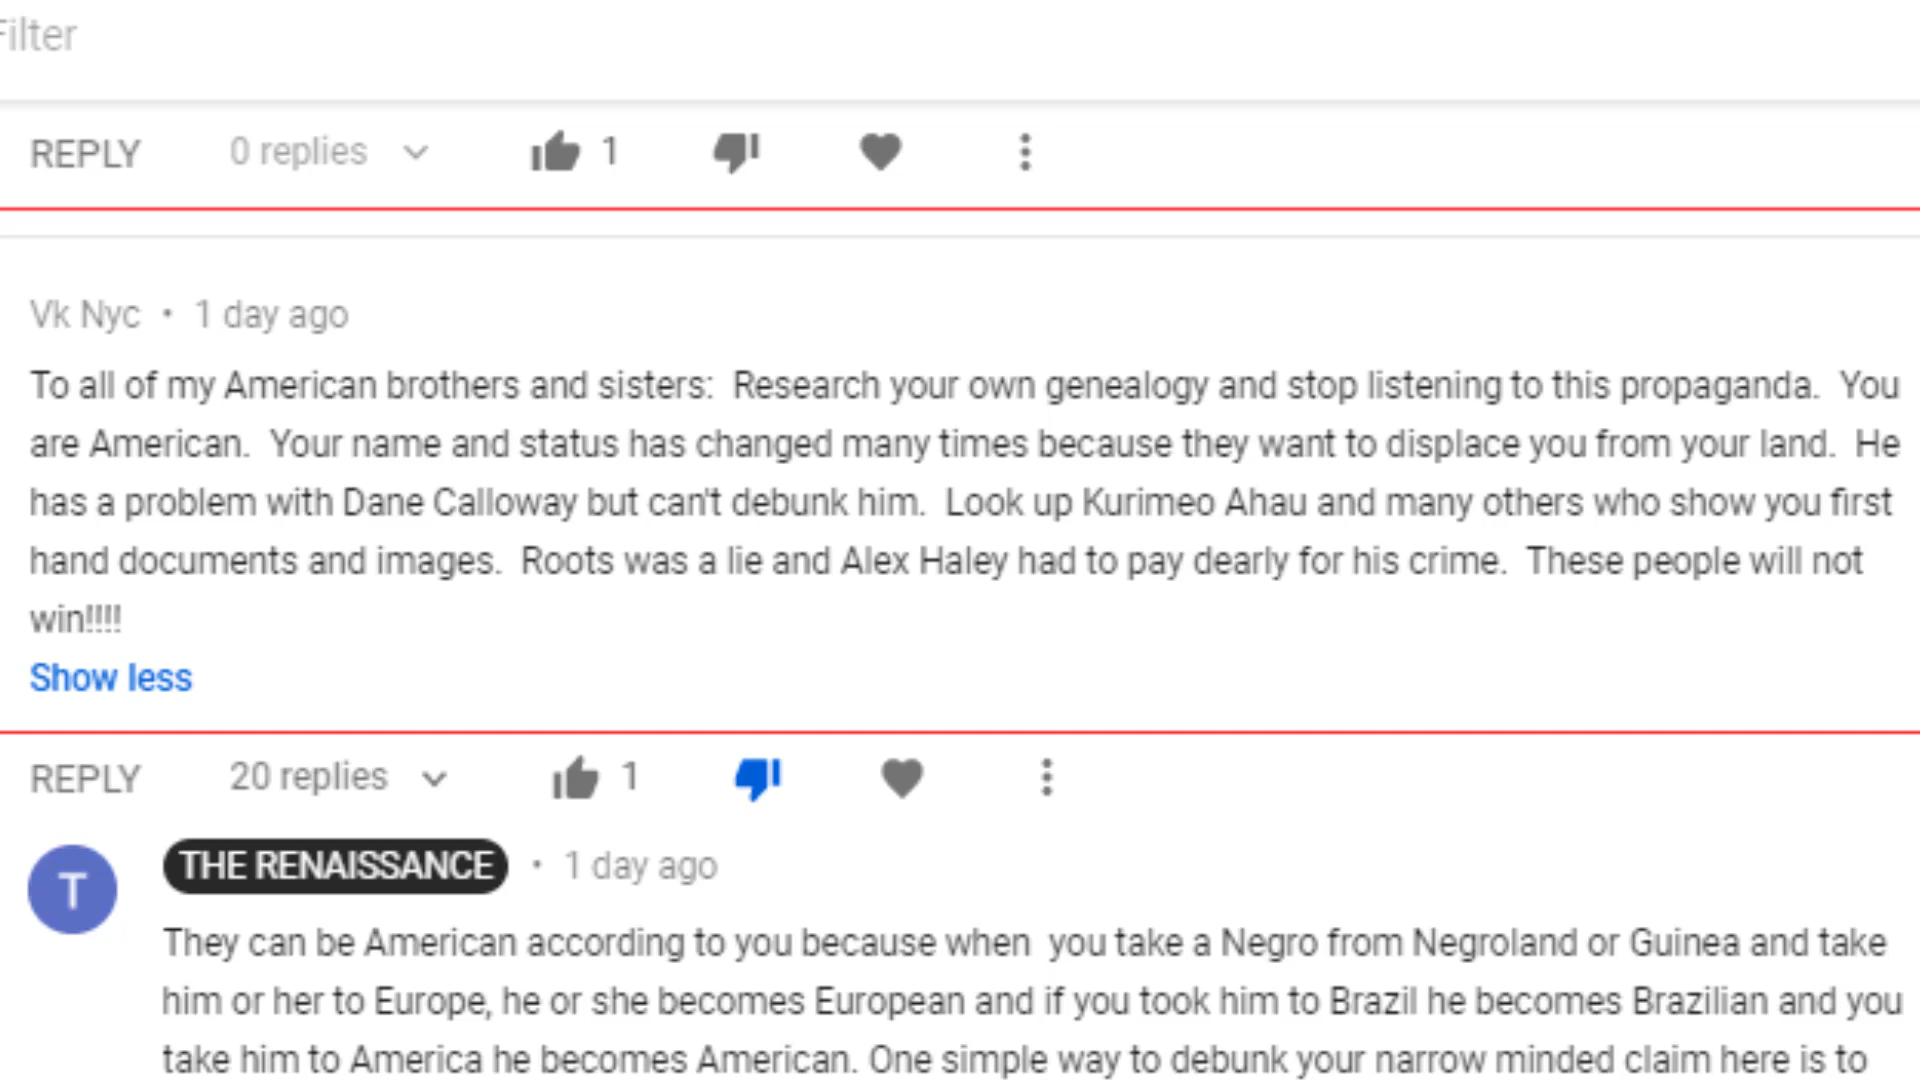 Filter
REPLY 0 replies 1
Vk Nyc • 1 day ago
To all of my American brothers and sisters:  Research your own genealogy and stop listening to this propaganda.  You
are American.  Your name and status has changed many times because they want to displace you from your land.  He
has a problem with Dane Calloway but can't debunk him.  Look up Kurimeo Ahau and many others who show you first
hand documents and images.  Roots was a lie and Alex Haley had to pay dearly for his crime.  These people will not
win!!!!
Show less
REPLY 20 replies 1
T
THE RENAISSANCE • 1 day ago
They can be American according to you because when  you take a Negro from Negroland or Guinea and take
him or her to Europe, he or she becomes European and if you took him to Brazil he becomes Brazilian and you
take him to America he becomes American. One simple way to debunk your narrow minded claim here is to